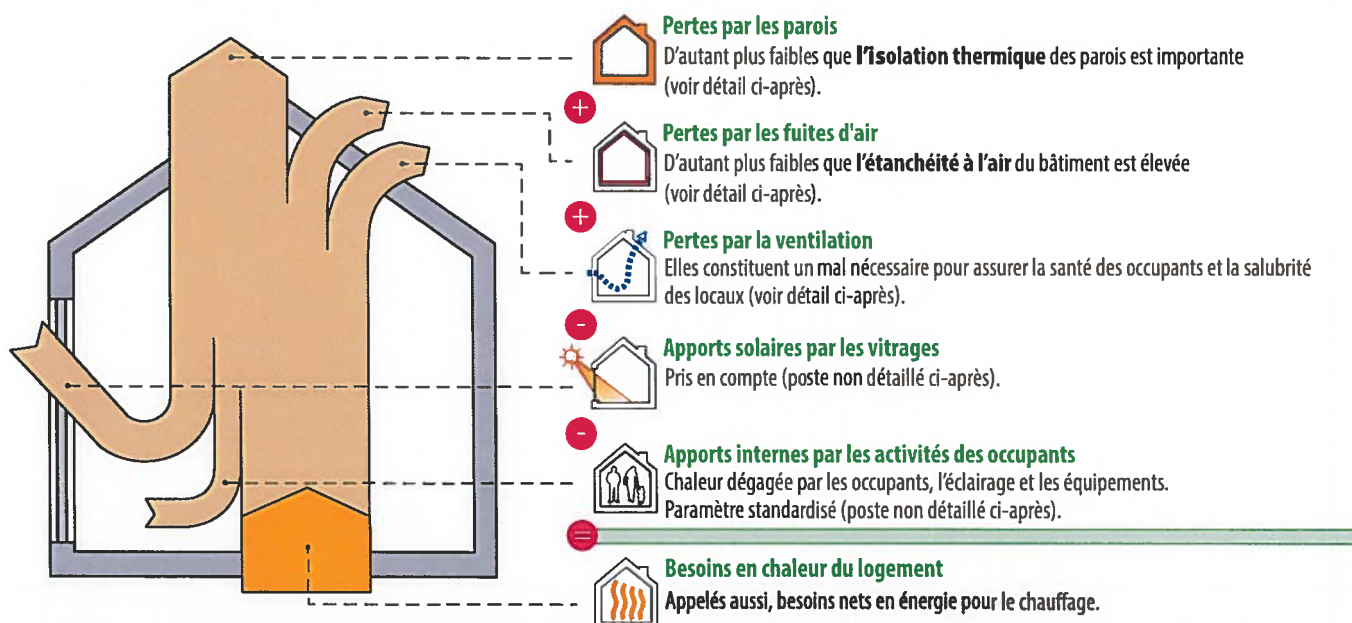 Pertes par les parois
D'autant plus faibles que l'isolation thermique des parois est importante
(voir détail ci-après).
+
Pertes par les fuites d'air
D'autant plus faibles que l'étanchéité à l'air du bâtiment est élevée
(voir détail ci-après).
+
Pertes par la ventilation
Elles constituent un mal nécessaire pour assurer la santé des occupants et la salubrité
des locaux (voir détail ci-après).
-
Apports solaires par les vitrages
Pris en compte (poste non détaillé ci-après).
-
Apports internes par les activités des occupants
Chaleur dégagée par les occupants, l'éclairage et les équipements.
Paramètre standardisé (poste non détaillé ci-après).
=
Besoins en chaleur du logement
Appelés aussi, besoins nets en énergie pour le chauffage.